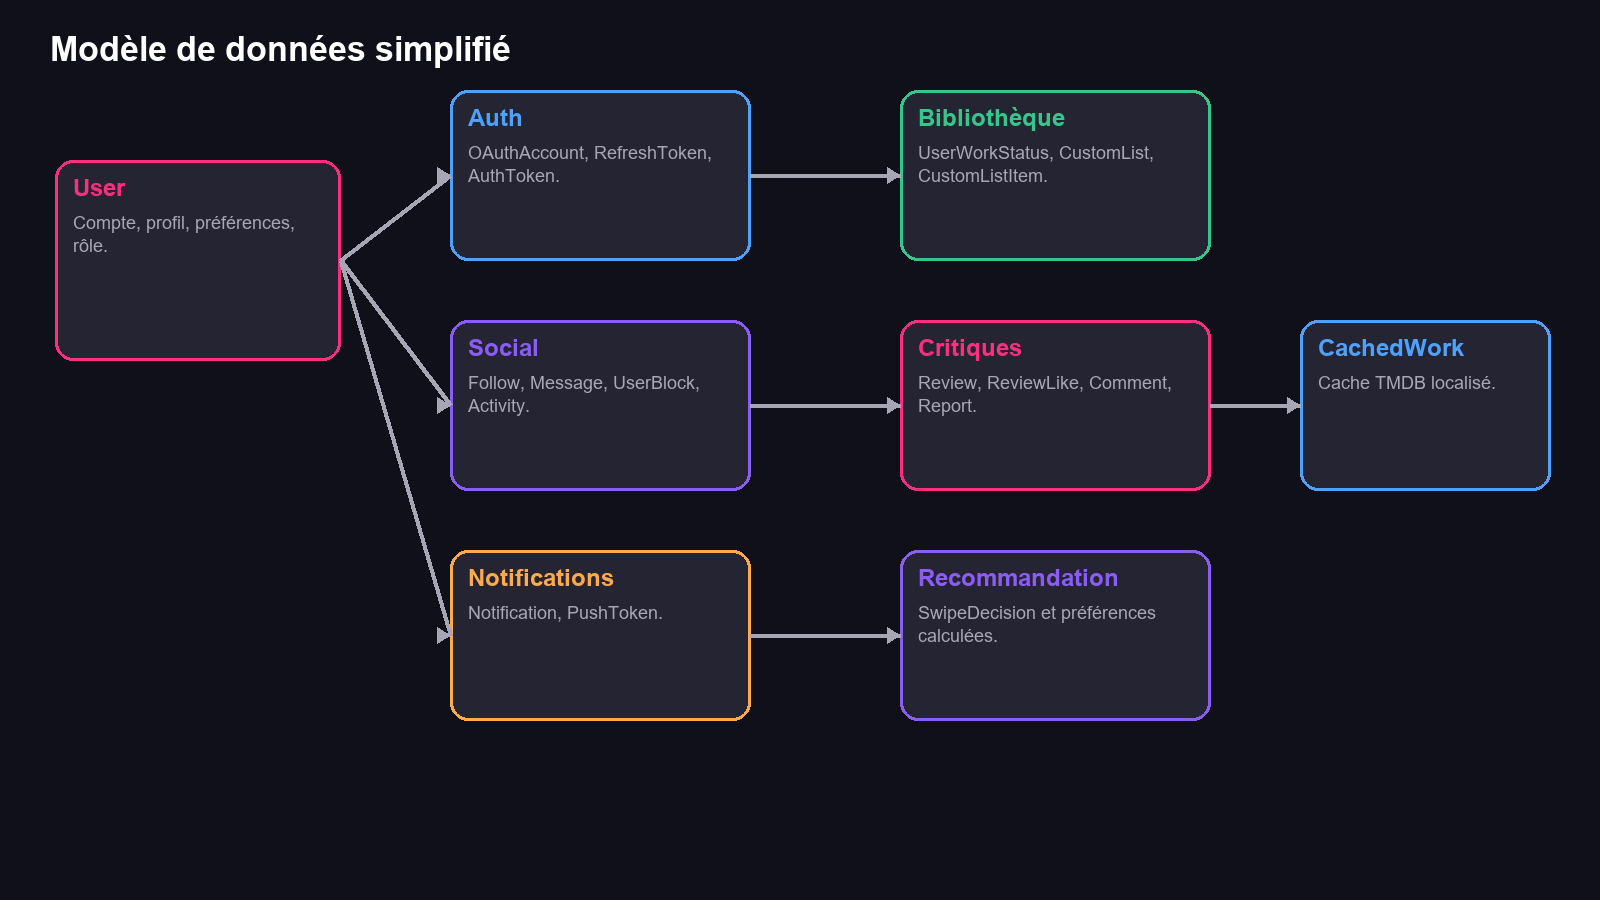 Modèle de données simplifié
User
Compte, profil, préférences,
rôle.
Auth
OAuthAccount, RefreshToken,
AuthToken.
Bibliothèque
UserWorkStatus, CustomList,
CustomListItem.
Social
Follow, Message, UserBlock,
Activity.
Critiques
Review, ReviewLike, Comment,
Report.
CachedWork
Cache TMDB localisé.
Notifications
Notification, PushToken.
Recommandation
SwipeDecision et préférences
calculées.